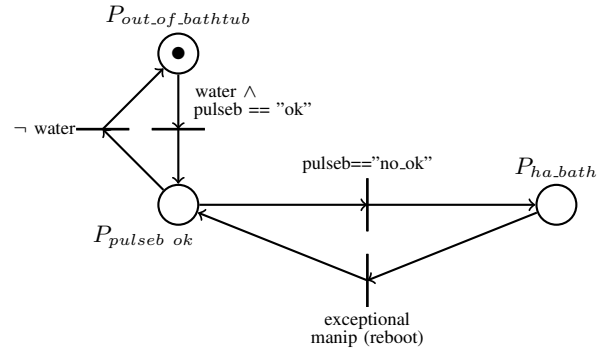 P_out_of_bathtub
water ∧
pulseb == "ok"
¬ water
pulseb=="no_ok"
P_ha_bath
P_pulseb ok
exceptional
manip (reboot)